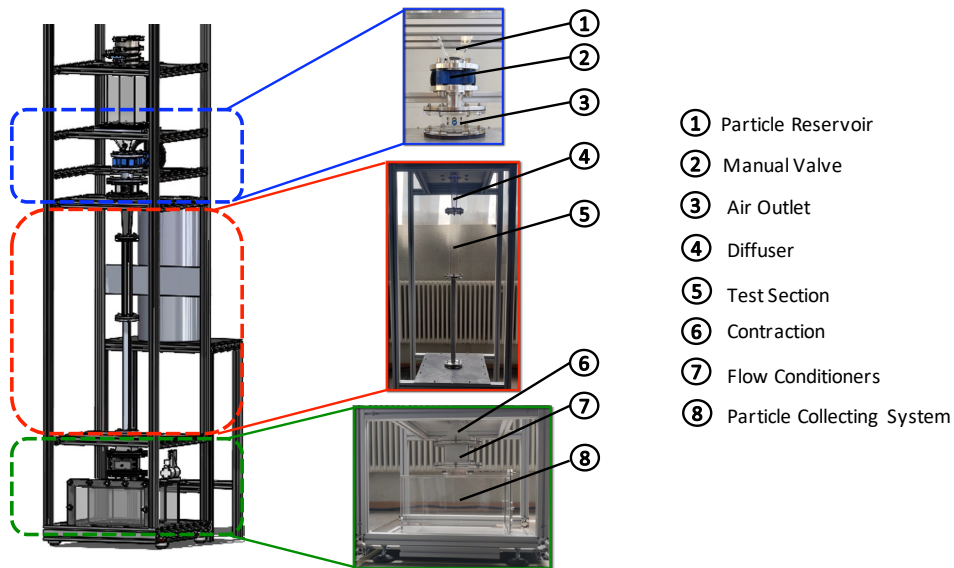 1
2
3
4
5
6
7
8
1 Particle Reservoir
2 Manual Valve
3 Air Outlet
4 Diffuser
5 Test Section
6 Contraction
7 Flow Conditioners
8 Particle Collecting System